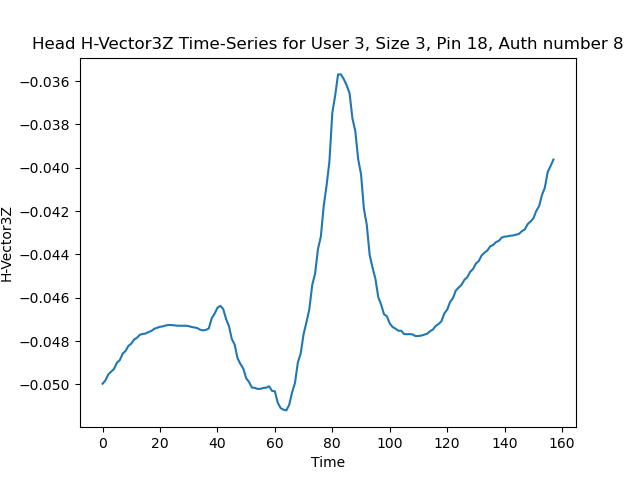 Head H-Vector3Z Time-Series for User 3, Size 3, Pin 18, Auth number 8
−0.036
−0.038
−0.040
−0.042
−0.044
−0.046
−0.048
−0.050
H-Vector3Z
0 20 40 60 80 100 120 140 160
Time